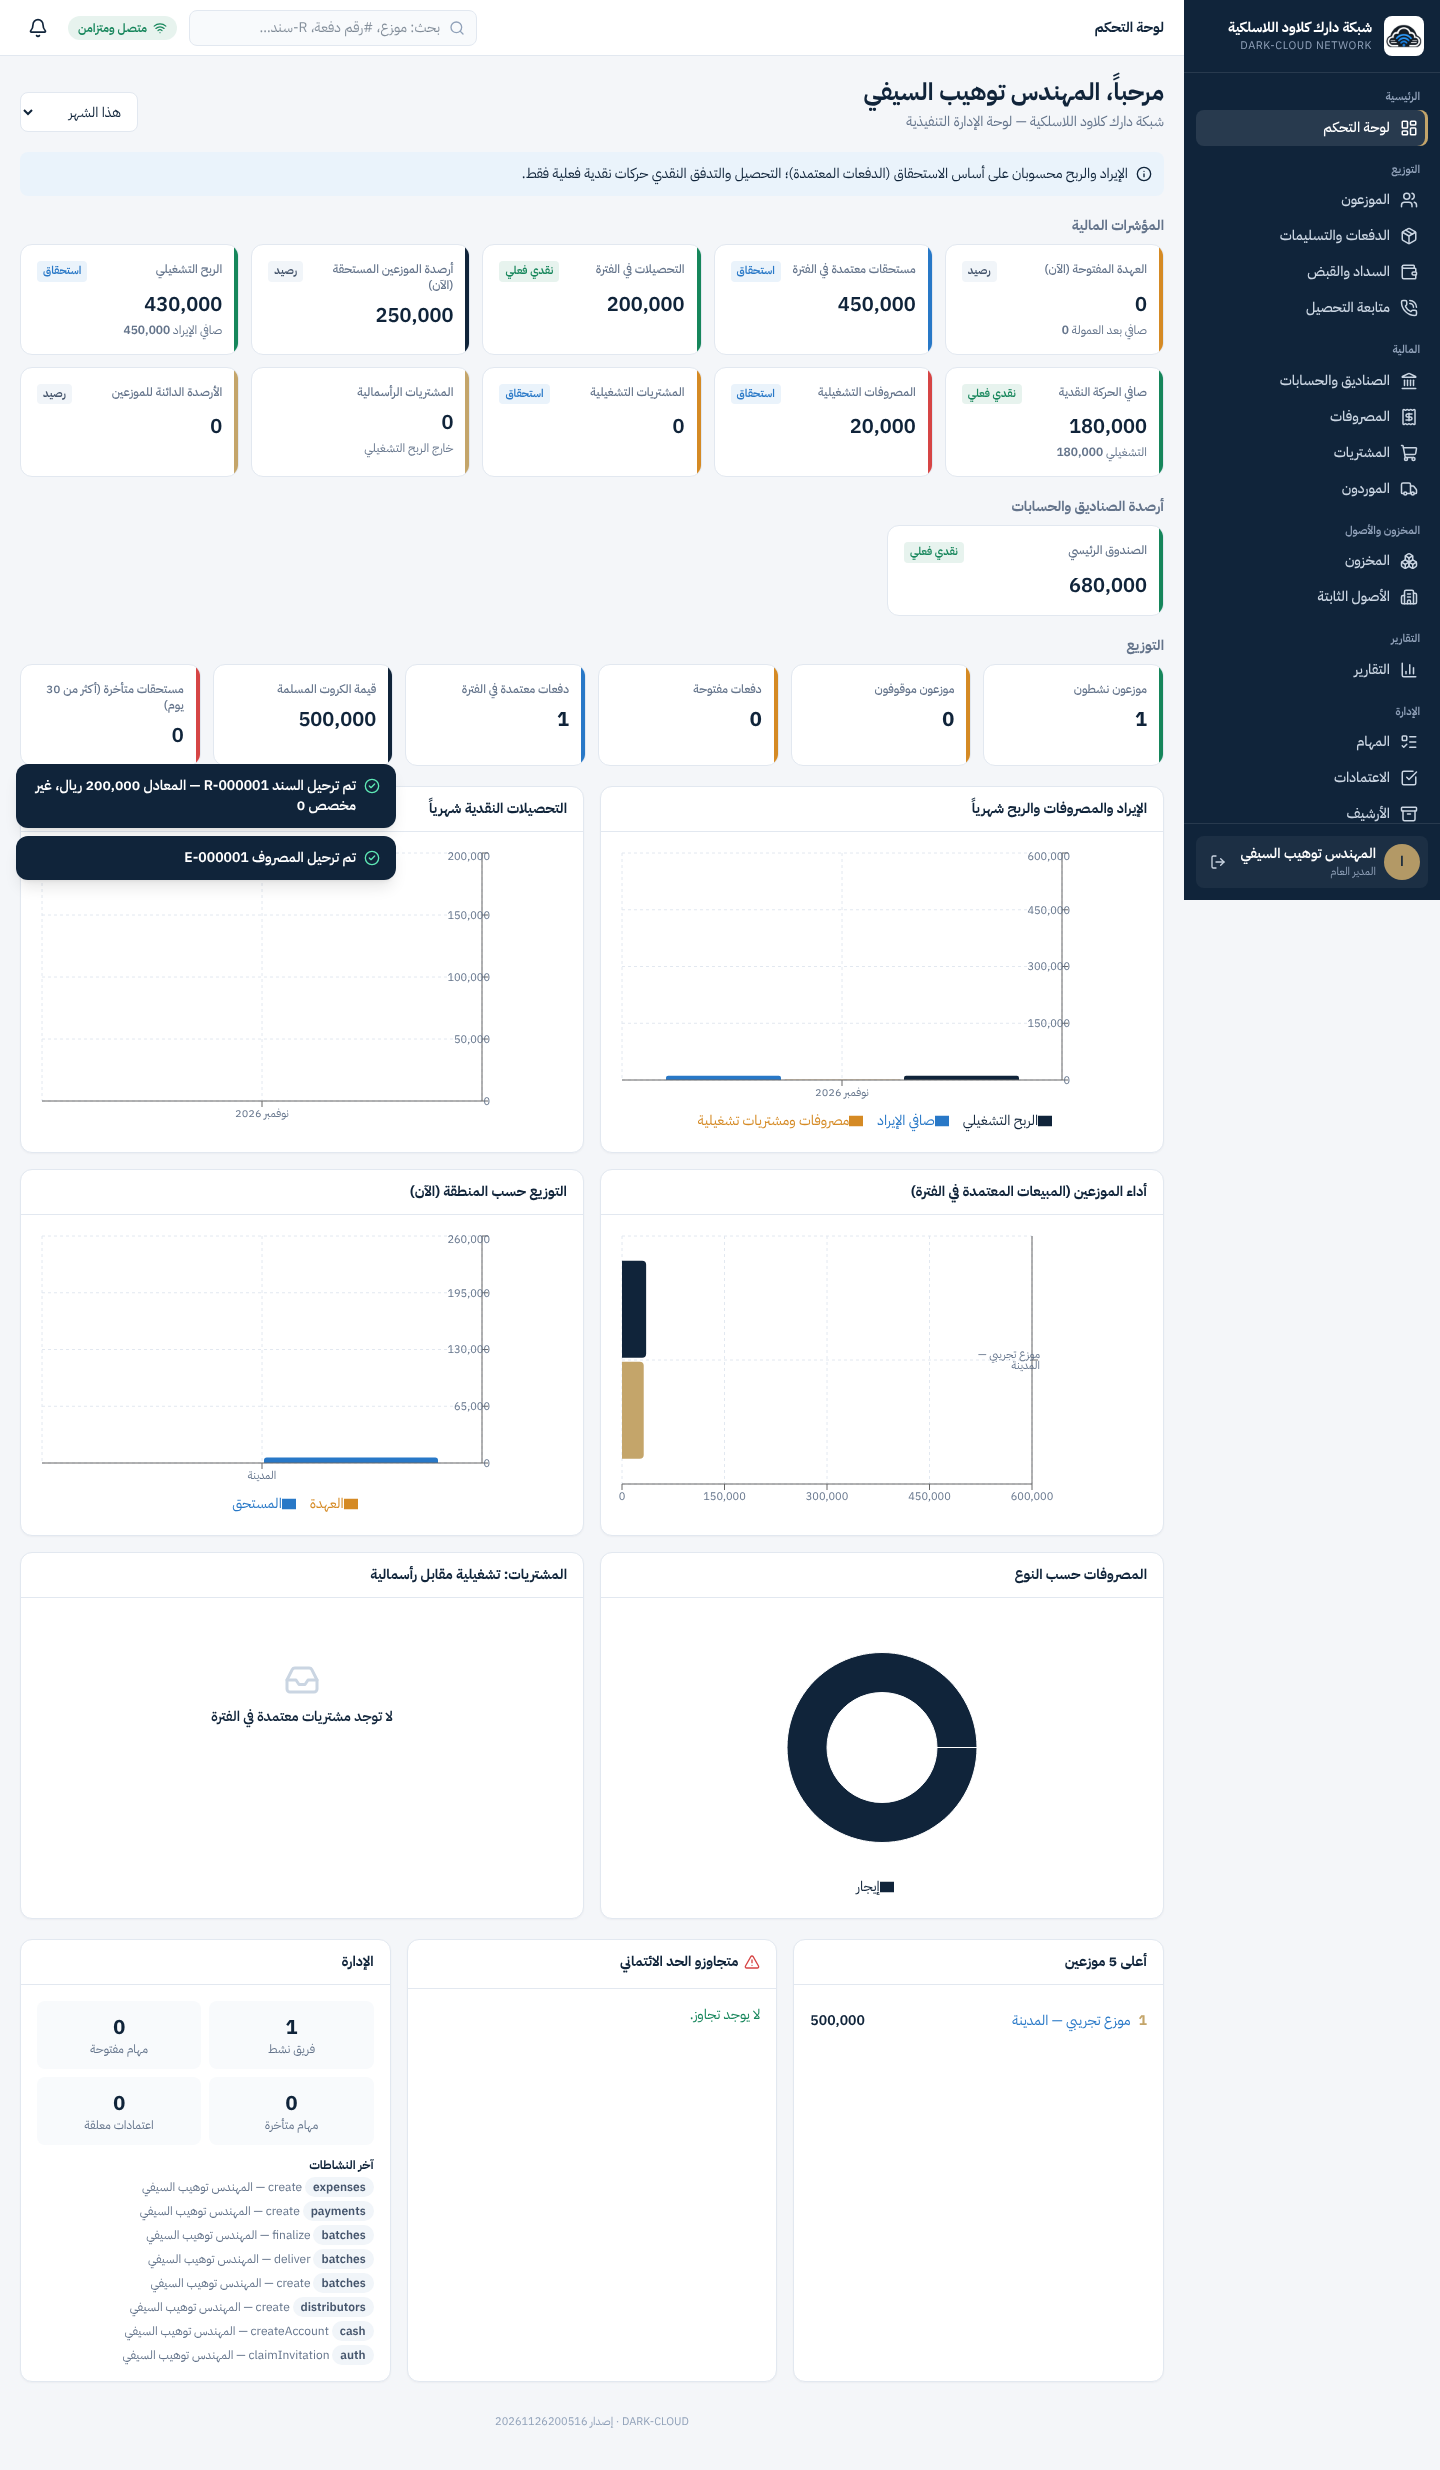 شبكة دارك كلاود اللاسلكية
DARK-CLOUD NETWORK
الرئيسية
لوحة التحكم
التوزيع
الموزعون
الدفعات والتسليمات
السداد والقبض
متابعة التحصيل
المالية
الصناديق والحسابات
المصروفات
المشتريات
الموردون
المخزون والأصول
المخزون
الأصول الثابتة
التقارير
التقارير
الإدارة
المهام
الاعتمادات
الأرشيف
ا
المهندس توهيب السيفي
المدير العام
لوحة التحكم
بحث: موزع، #رقم دفعة، R-سند...
متصل ومتزامن
مرحباً، المهندس توهيب السيفي
شبكة دارك كلاود اللاسلكية — لوحة الإدارة التنفيذية
هذا الشهر
الإيراد والربح محسوبان على أساس الاستحقاق (الدفعات المعتمدة)؛ التحصيل والتدفق النقدي حركات نقدية فعلية فقط.
المؤشرات المالية
العهدة المفتوحة (الآن)
رصيد
0
صافي بعد العمولة 0
مستحقات معتمدة في الفترة
استحقاق
450,000
التحصيلات في الفترة
نقدي فعلي
200,000
أرصدة الموزعين المستحقة
(الآن)
رصيد
250,000
الربح التشغيلي
استحقاق
430,000
صافي الإيراد 450,000
صافي الحركة النقدية
نقدي فعلي
180,000
التشغيلي 180,000
المصروفات التشغيلية
استحقاق
20,000
المشتريات التشغيلية
استحقاق
0
المشتريات الرأسمالية
0
خارج الربح التشغيلي
الأرصدة الدائنة للموزعين
رصيد
0
أرصدة الصناديق والحسابات
الصندوق الرئيسي
نقدي فعلي
680,000
التوزيع
موزعون نشطون
1
موزعون موقوفون
0
دفعات مفتوحة
0
دفعات معتمدة في الفترة
1
قيمة الكروت المسلمة
500,000
مستحقات متأخرة (أكثر من 30
يوم)
0
تم ترحيل السند R-000001 — المعادل 200,000 ريال، غير
مخصص 0
تم ترحيل المصروف E-000001
الإيراد والمصروفات والربح شهرياً
600,000
450,000
300,000
150,000
0
نوفمبر 2026
الربح التشغيلي
صافي الإيراد
مصروفات ومشتريات تشغيلية
التحصيلات النقدية شهرياً
200,000
150,000
100,000
50,000
0
نوفمبر 2026
أداء الموزعين (المبيعات المعتمدة في الفترة)
موزع تجريبي —
المدينة
0
150,000
300,000
450,000
600,000
التوزيع حسب المنطقة (الآن)
260,000
195,000
130,000
65,000
0
المدينة
العهدة
المستحق
المصروفات حسب النوع
إيجار
المشتريات: تشغيلية مقابل رأسمالية
لا توجد مشتريات معتمدة في الفترة
أعلى 5 موزعين
1 موزع تجريبي — المدينة
500,000
متجاوزو الحد الائتماني
لا يوجد تجاوز.
الإدارة
1
فريق نشط
0
مهام مفتوحة
0
مهام متأخرة
0
اعتمادات معلقة
آخر النشاطات
expenses create — المهندس توهيب السيفي
payments create — المهندس توهيب السيفي
batches finalize — المهندس توهيب السيفي
batches deliver — المهندس توهيب السيفي
batches create — المهندس توهيب السيفي
distributors create — المهندس توهيب السيفي
cash createAccount — المهندس توهيب السيفي
auth claimInvitation — المهندس توهيب السيفي
DARK-CLOUD · إصدار 20261126200516